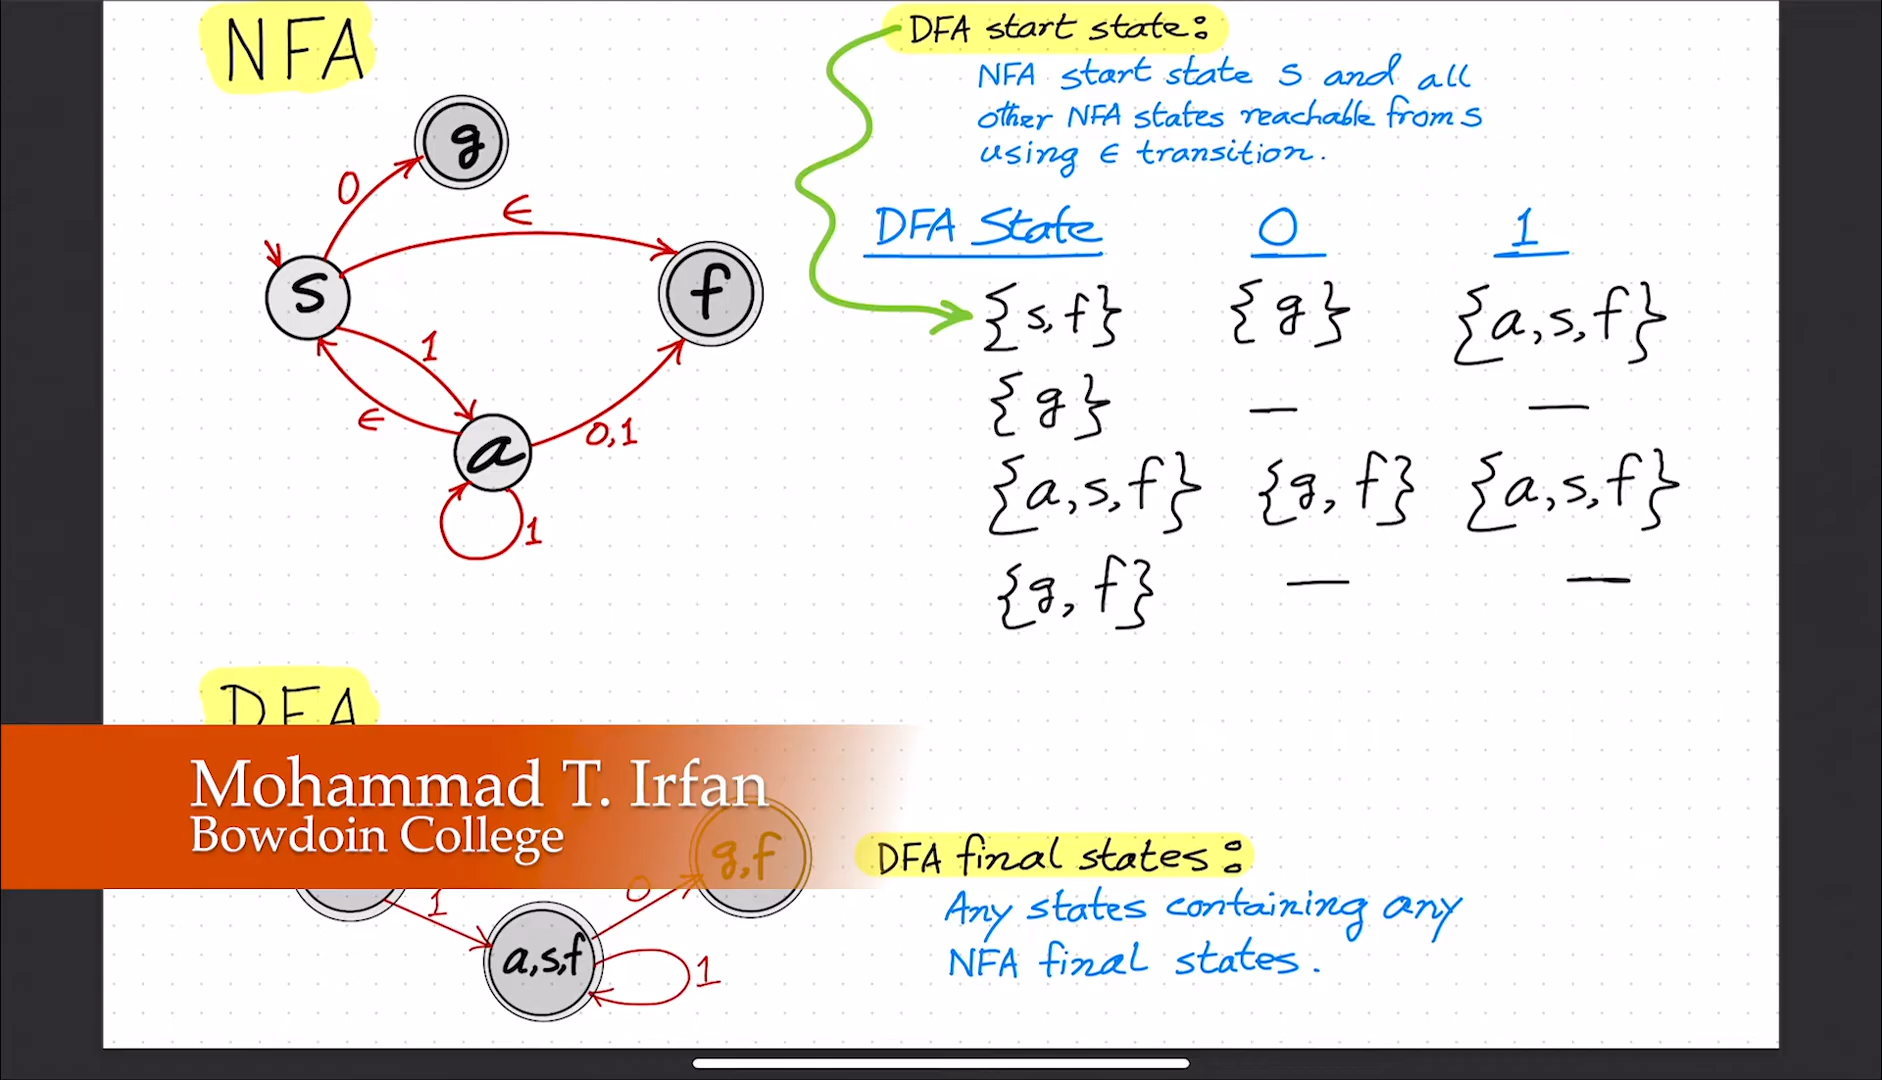 NFA
g
0
ϵ
s
f
1
ϵ
a
0,1
1
DFA start state:
NFA start state s and all
other NFA states reachable from s
using ϵ transition.
DFA State 0 1
{s,f} {g} {a,s,f}
{g} — —
{a,s,f} {g,f} {a,s,f}
{g,f} — —
DFA
Mohammad T. Irfan
Bowdoin College
g,f
0
1
a,s,f
1
DFA final states:
Any states containing any
NFA final states.